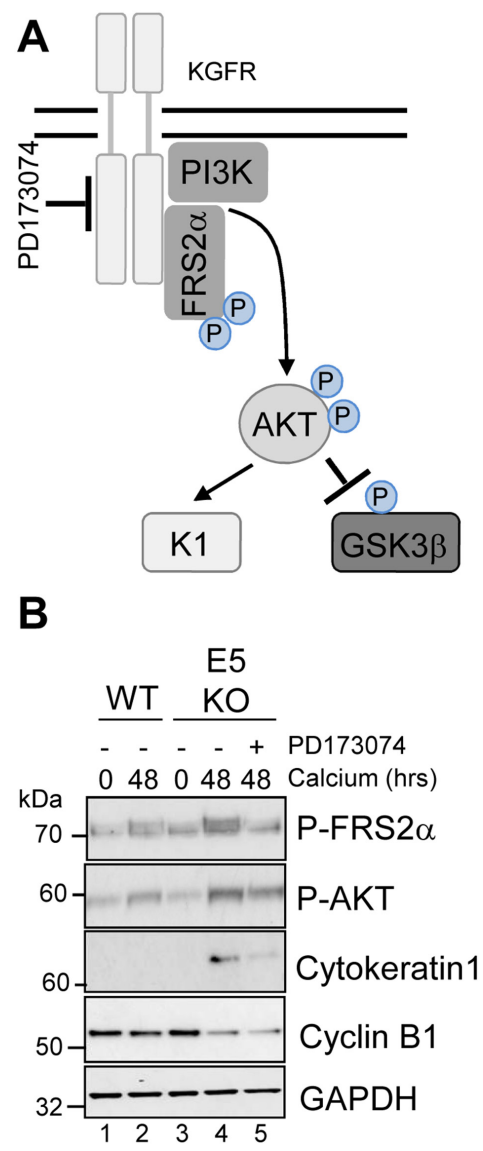 A
KGFR
PD173074
PI3K
FRS2α
P
P
P
AKT
P
P
K1
GSK3β
B
E5
WT KO
- - - - + PD173074
0 48 0 48 48 Calcium (hrs)
kDa
70 P-FRS2α
60 P-AKT
Cytokeratin1
60
Cyclin B1
50
GAPDH
32
1 2 3 4 5